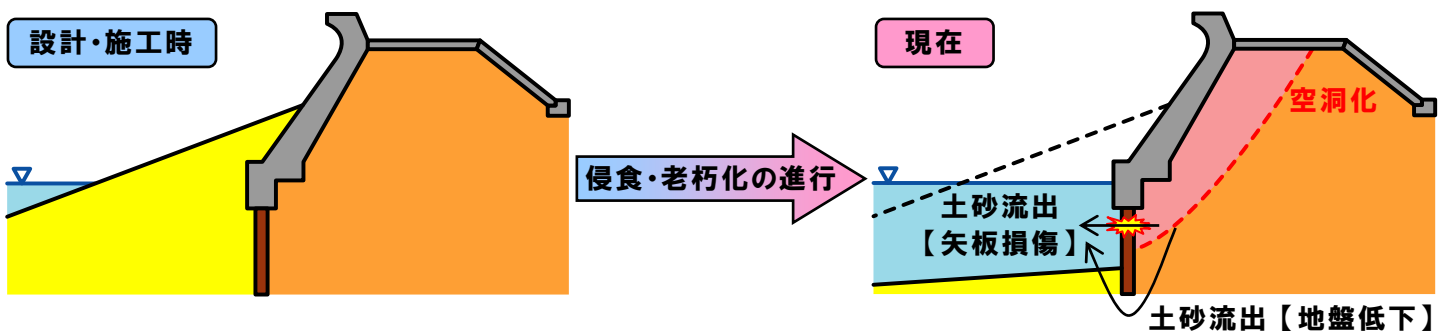 設計・施工時
現在
空洞化
侵食・老朽化の進行
土砂流出
【矢板損傷】
土砂流出【地盤低下】